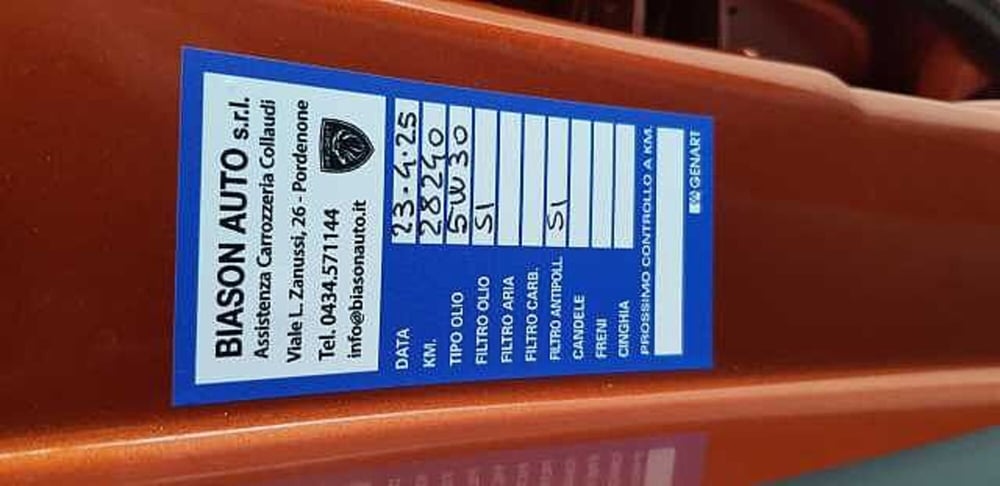 BIASON AUTO s.r.l.
Assistenza Carrozzeria Collaudi
Viale L. Zanussi, 26 - Pordenone
Tel. 0434.571144
info@biasonauto.it
DATA 23.4.25
KM. 28240
TIPO OLIO 5W30
FILTRO OLIO SI
FILTRO ARIA
FILTRO CARB.
FILTRO ANTIPOLL. SI
CANDELE
FRENI
CINGHIA
PROSSIMO CONTROLLO A KM.
GENART